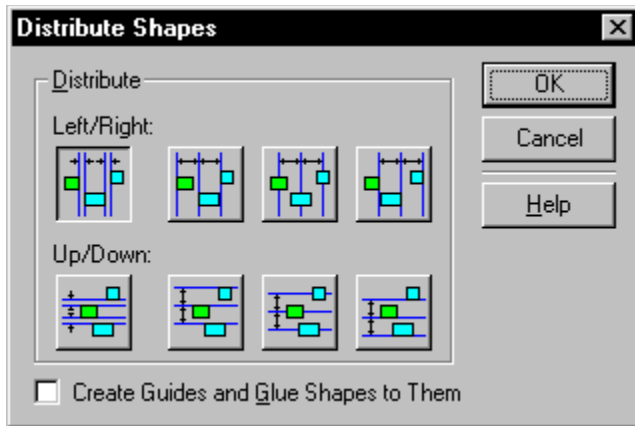 Distribute Shapes
Distribute
OK
Left/Right:
Cancel
Help
Up/Down:
Create Guides and Glue Shapes to Them